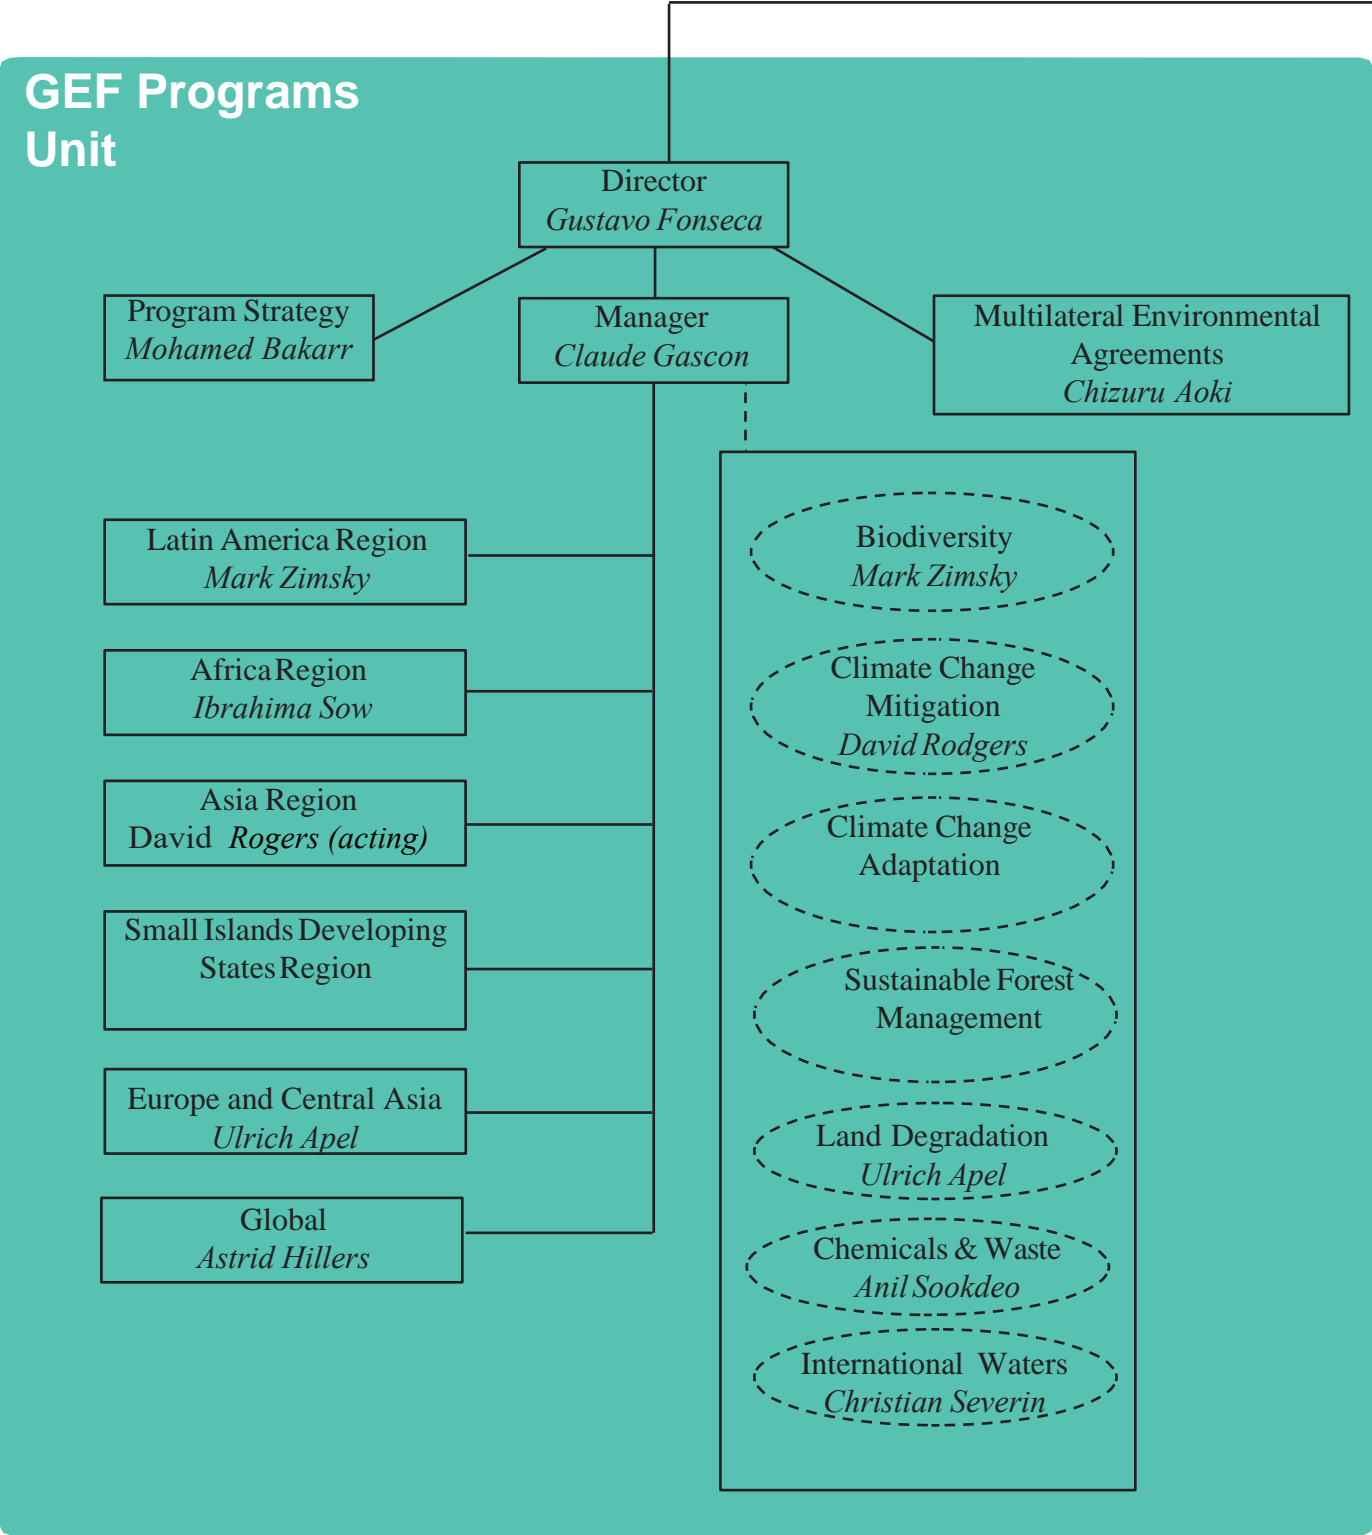 GEF Programs
Unit
Director
Gustavo Fonseca
Program Strategy
Mohamed Bakarr
Manager
Claude Gascon
Multilateral Environmental
Agreements
Chizuru Aoki
Latin America Region
Mark Zimsky
Africa Region
Ibrahima Sow
Asia Region
David Rogers (acting)
Small Islands Developing
States Region
Europe and Central Asia
Ulrich Apel
Global
Astrid Hillers
Biodiversity
Mark Zimsky
Climate Change
Mitigation
David Rodgers
Climate Change
Adaptation
Sustainable Forest
Management
Land Degradation
Ulrich Apel
Chemicals & Waste
Anil Sookdeo
International Waters
Christian Severin